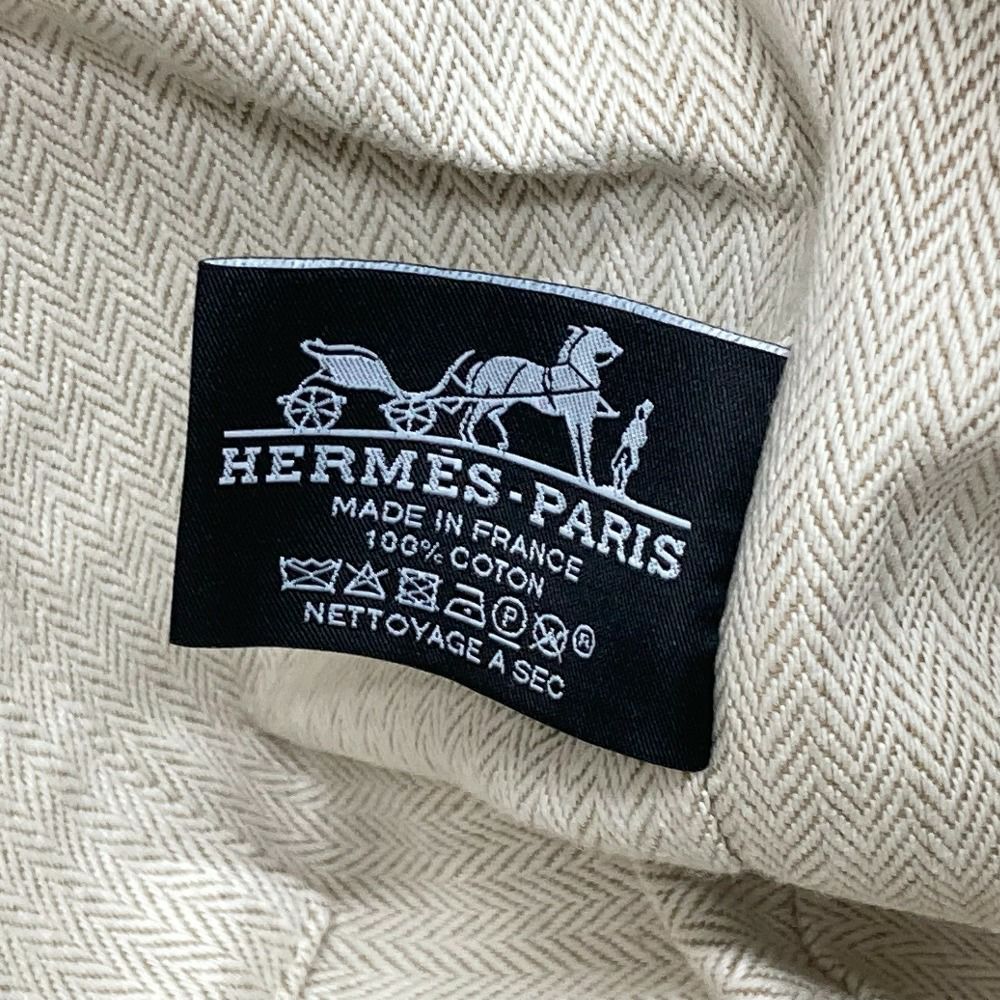 HERMÈS-PARIS
MADE IN FRANCE
100% COTON
P W ®
NETTOYAGE A SEC